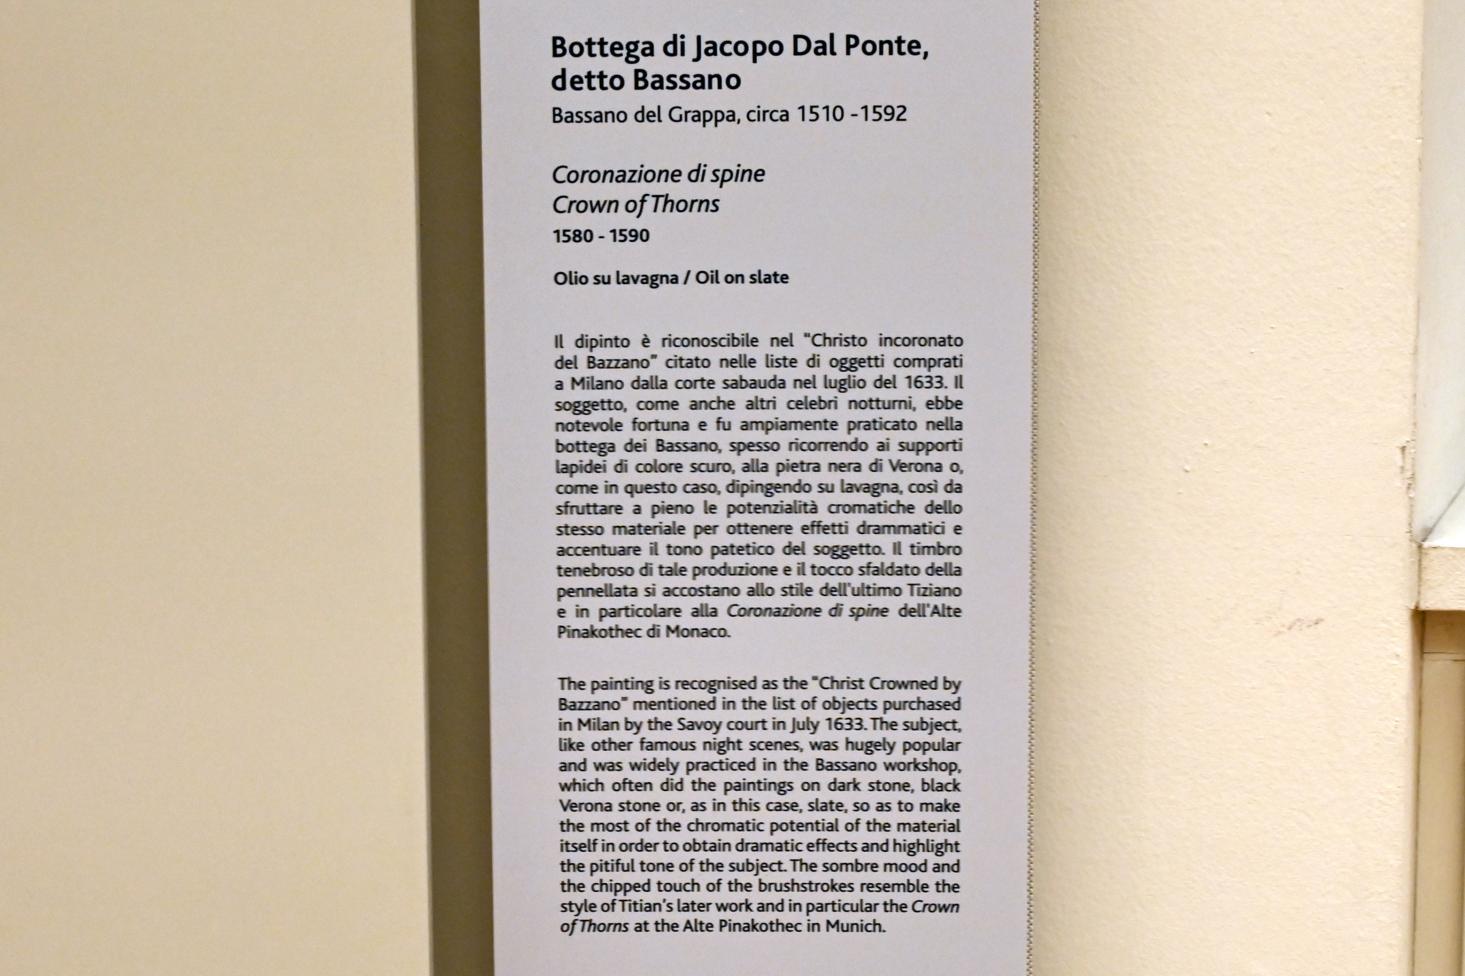 Bottega di Jacopo Dal Ponte,
detto Bassano
Bassano del Grappa, circa 1510 -1592
Coronazione di spine
Crown of Thorns
1580 - 1590
Olio su lavagna / Oil on slate
Il dipinto è riconoscibile nel "Christo incoronato
del Bazzano" citato nelle liste di oggetti comprati
a Milano dalla corte sabauda nel luglio del 1633. Il
soggetto, come anche altri celebri notturni, ebbe
notevole fortuna e fu ampiamente praticato nella
bottega dei Bassano, spesso ricorrendo ai supporti
lapidei di colore scuro, alla pietra nera di Verona o,
come in questo caso, dipingendo su lavagna, così da
sfruttare a pieno le potenzialità cromatiche dello
stesso materiale per ottenere effetti drammatici e
accentuare il tono patetico del soggetto. Il timbro
tenebroso di tale produzione e il tocco sfaldato della
pennellata si accostano allo stile dell'ultimo Tiziano
e in particolare alla Coronazione di spine dell'Alte
Pinakothec di Monaco.
The painting is recognised as the "Christ Crowned by
Bazzano" mentioned in the list of objects purchased
in Milan by the Savoy court in July 1633. The subject,
like other famous night scenes, was hugely popular
and was widely practiced in the Bassano workshop,
which often did the paintings on dark stone, black
Verona stone or, as in this case, slate, so as to make
the most of the chromatic potential of the material
itself in order to obtain dramatic effects and highlight
the pitiful tone of the subject. The sombre mood and
the chipped touch of the brushstrokes resemble the
style of Titian's later work and in particular the Crown
of Thorns at the Alte Pinakothec in Munich.